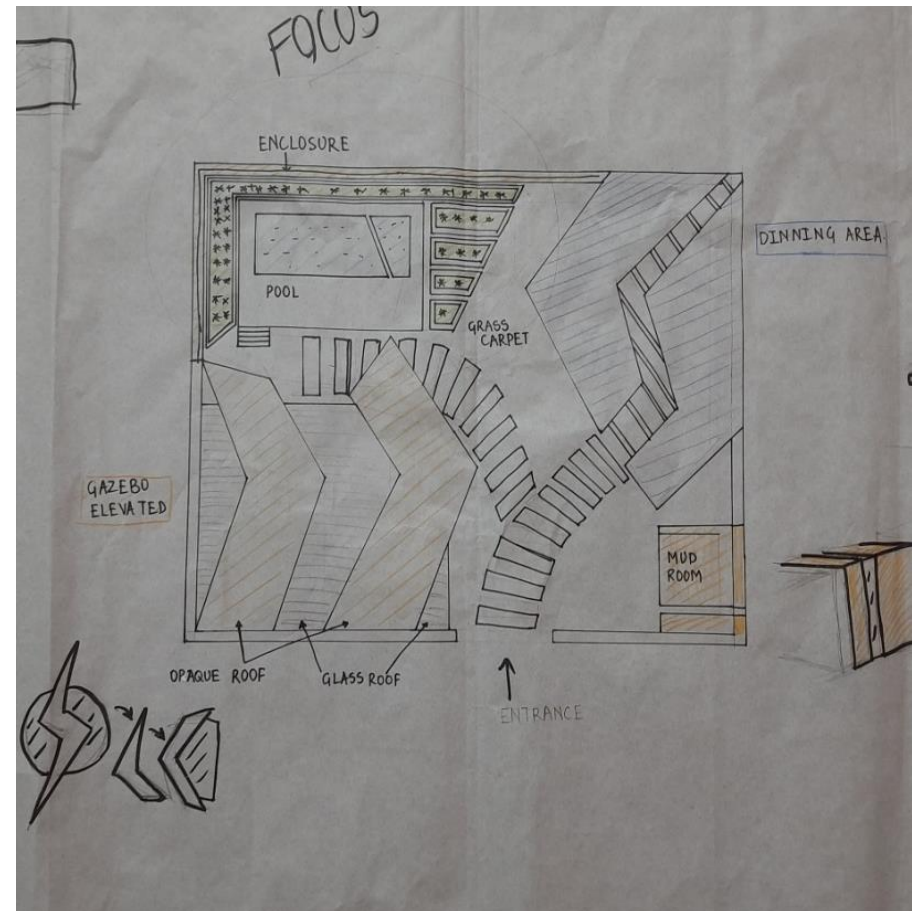 FOCUS
ENCLOSURE
DINNING AREA
POOL
GRASS
CARPET
GAZEBO
ELEVATED
MUD
ROOM
OPAQUE ROOF
GLASS ROOF
ENTRANCE